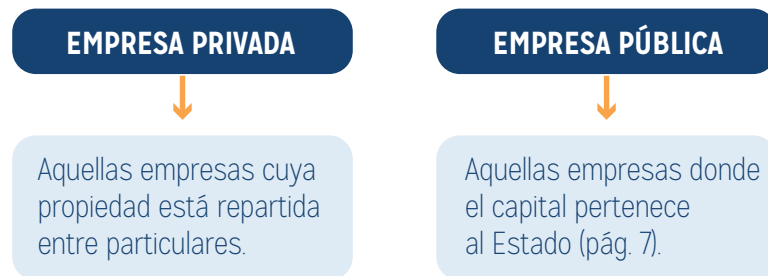 EMPRESA PRIVADA
Aquellas empresas cuya
propiedad está repartida
entre particulares.
EMPRESA PÚBLICA
Aquellas empresas donde
el capital pertenece
al Estado (pág. 7).